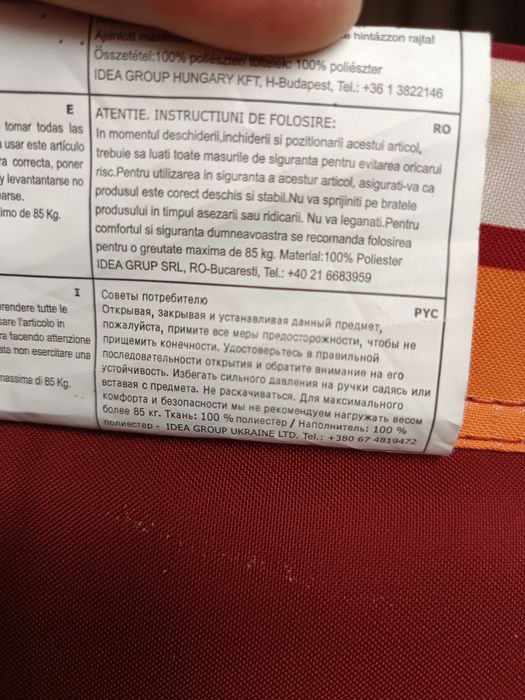 Ajánlott
e hintázzon rajta!
Összetétel:100% poliészter/ töltelék: 100% poliészter
IDEA GROUP HUNGARY KFT, H-Budapest, Tel.: +36 1 3822146
E
tomar todas las
usar este artículo
ra correcta, poner
y levantantarse no
arse.
imo de 85 Kg.
RO
ATENTIE. INSTRUCTIUNI DE FOLOSIRE:
In momentul deschiderii,inchiderii si pozitionarii acestui articol,
trebuie sa luati toate masurile de siguranta pentru evitarea oricarui
risc.Pentru utilizarea in siguranta a acestur articol, asigurati-va ca
produsul este corect deschis si stabil.Nu va sprijiniti pe bratele
produsului in timpul asezarii sau ridicarii. Nu va leganati.Pentru
comfortul si siguranta dumneavoastra se recomanda folosirea
pentru o greutate maxima de 85 kg. Material:100% Poliester
IDEA GRUP SRL, RO-Bucaresti, Tel.: +40 21 6683959
I
rendere tutte le
sare l'articolo in
ra facendo attenzione
ata non esercitare una
massima di 85 Kg.
РУС
Советы потребителю
Открывая, закрывая и устанавливая данный предмет,
пожалуйста, примите все меры предосторожности, чтобы не
прищемить конечности. Удостоверьтесь в правильной
последовательности открытия и обратите внимание на его
устойчивость. Избегать сильного давления на ручки садясь или
вставая с предмета. Не раскачиваться. Для максимального
комфорта и безопасности мы не рекомендуем нагружать весом
более 85 кг. Ткань: 100 % полиестер / Наполнитель: 100 %
полиестер - IDEA GROUP UKRAINE LTD. Tel.: +380 67 4819472